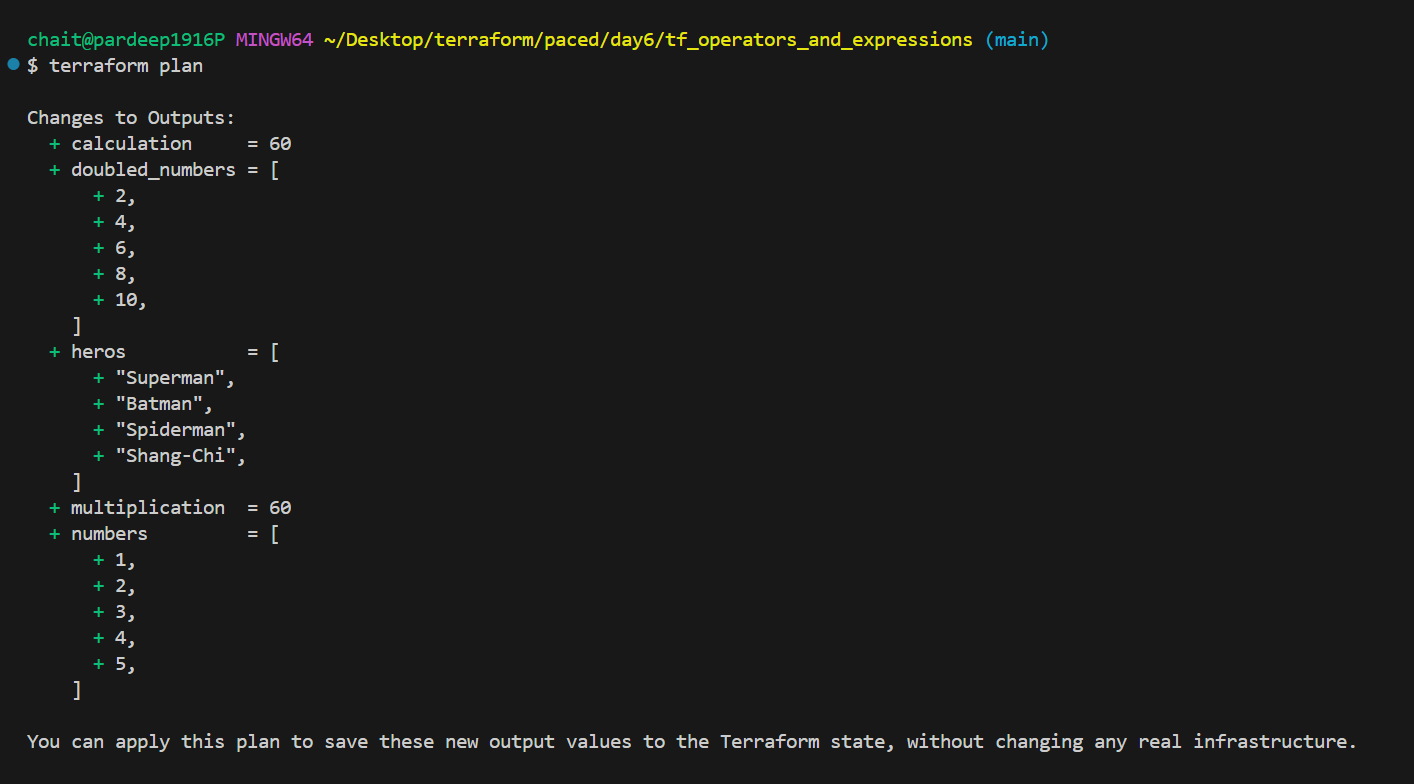 chait@pardeep1916P MINGW64 ~/Desktop/terraform/paced/day6/tf_operators_and_expressions (main)
$ terraform plan
Changes to Outputs:
+ calculation     = 60
+ doubled_numbers = [
+ 2,
+ 4,
+ 6,
+ 8,
+ 10,
]
+ heros           = [
+ "Superman",
+ "Batman",
+ "Spiderman",
+ "Shang-Chi",
]
+ multiplication  = 60
+ numbers         = [
+ 1,
+ 2,
+ 3,
+ 4,
+ 5,
]
You can apply this plan to save these new output values to the Terraform state, without changing any real infrastructure.